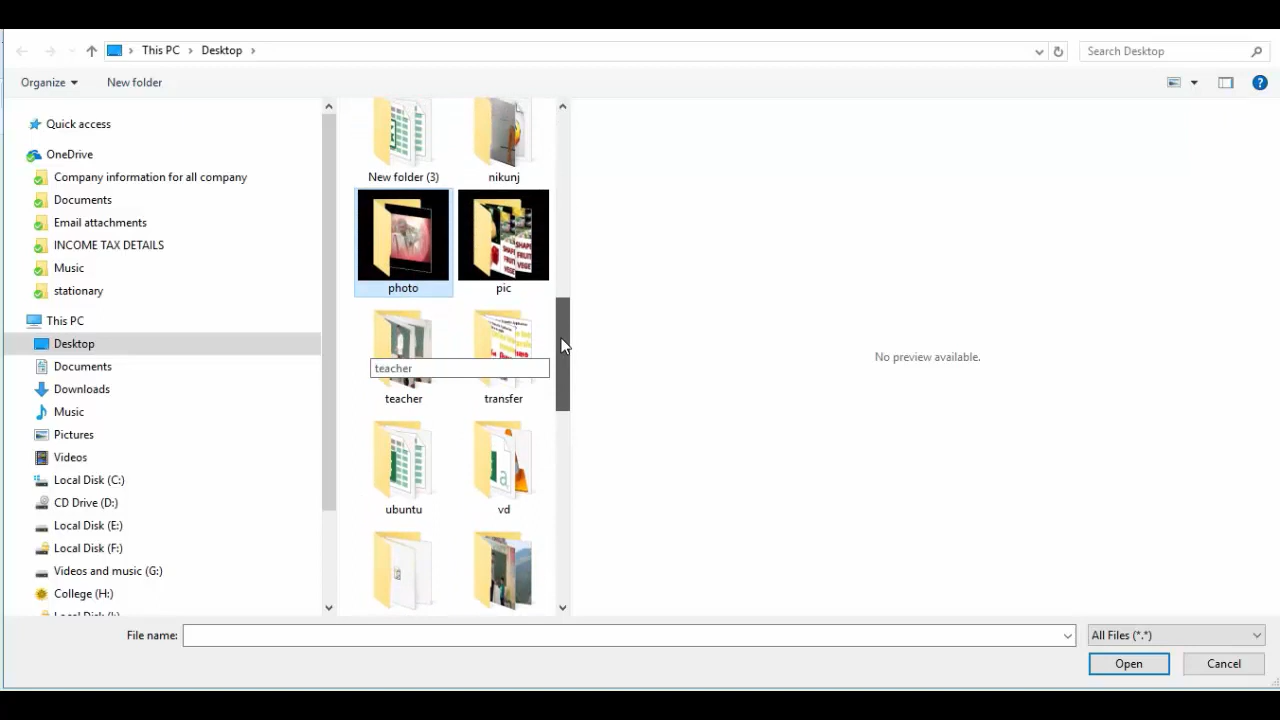 This PC
Desktop
Search Desktop
Organize
New folder
Quick access
OneDrive
Company information for all company
Documents
Email attachments
INCOME TAX DETAILS
Music
stationary
This PC
Desktop
Documents
Downloads
Music
Pictures
Videos
Local Disk (C:)
CD Drive (D:)
Local Disk (E:)
Local Disk (F:)
Videos and music (G:)
College (H:)
New folder (3)
nikunj
photo
pic
teacher
teacher
transfer
ubuntu
vd
No preview available.
File name:
All Files (*.*)
Open
Cancel